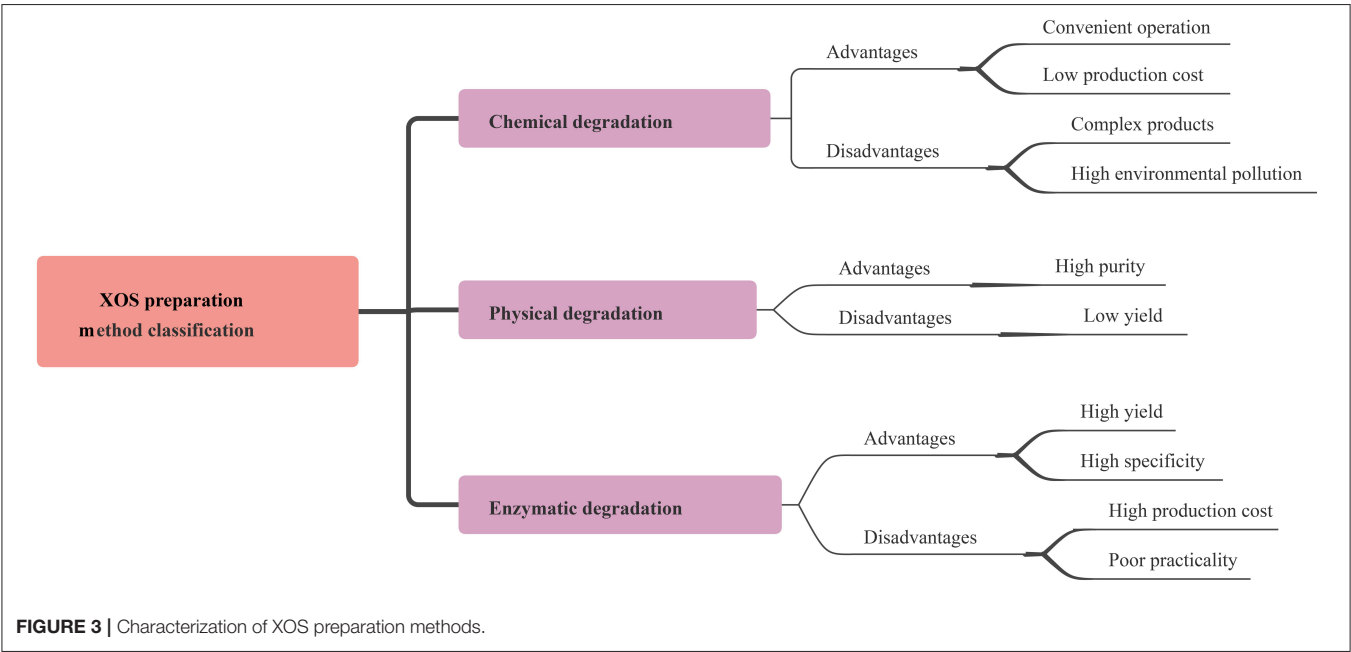 XOS preparation
method classification
Chemical degradation
Advantages
Convenient operation
Low production cost
Disadvantages
Complex products
High environmental pollution
Physical degradation
Advantages
High purity
Disadvantages
Low yield
Enzymatic degradation
Advantages
High yield
High specificity
Disadvantages
High production cost
Poor practicality
FIGURE 3 | Characterization of XOS preparation methods.